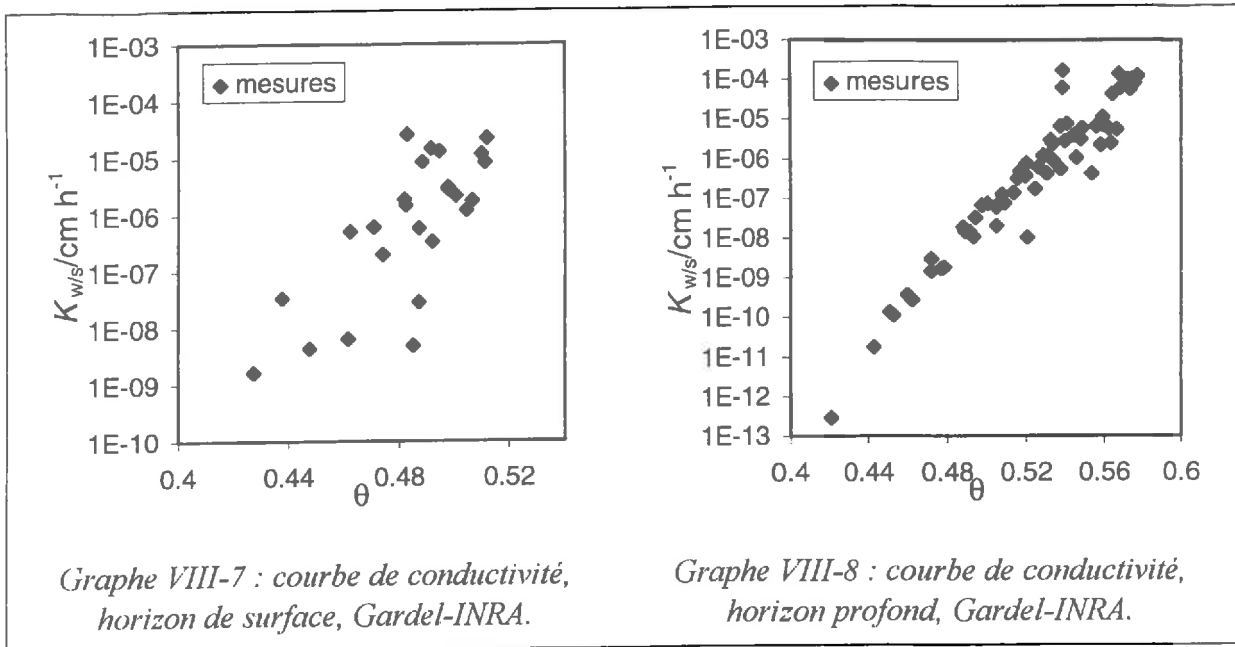 1E-03
1E-04
1E-05
1E-06
1E-07
1E-08
1E-09
1E-10
K w/s/cm h-1
mesures
0.4 0.44 0.48 0.52
θ
Graphe VIII-7 : courbe de conductivité,
horizon de surface, Gardel-INRA.
1E-03
1E-04
1E-05
1E-06
1E-07
1E-08
1E-09
1E-10
1E-11
1E-12
1E-13
K w/s/cm h-1
mesures
0.4 0.44 0.48 0.52 0.56 0.6
θ
Graphe VIII-8 : courbe de conductivité,
horizon profond, Gardel-INRA.